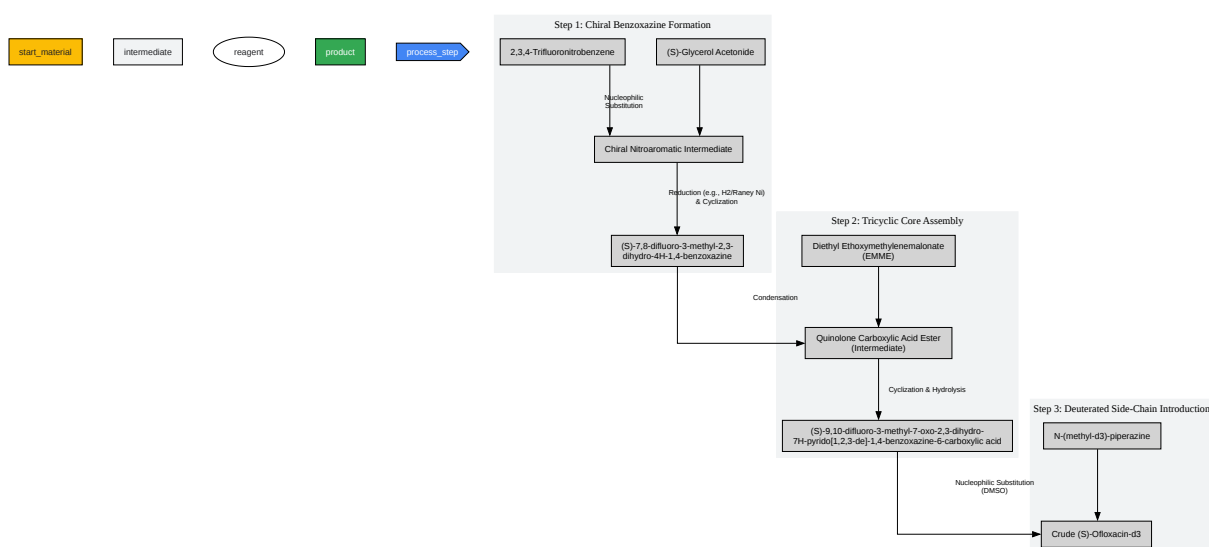 start_material
intermediate
reagent
product
process_step
Step 1: Chiral Benzoxazine Formation
2,3,4-Trifluoronitrobenzene
(S)-Glycerol Acetonide
Nucleophilic
Substitution
Chiral Nitroaromatic Intermediate
Reduction (e.g., H2/Raney Ni)
& Cyclization
(S)-7,8-difluoro-3-methyl-2,3-
dihydro-4H-1,4-benzoxazine
Step 2: Tricyclic Core Assembly
Diethyl Ethoxymethylenemalonate
(EMME)
Condensation
Quinolone Carboxylic Acid Ester
(Intermediate)
Cyclization & Hydrolysis
(S)-9,10-difluoro-3-methyl-7-oxo-2,3-dihydro-
7H-pyrido[1,2,3-de]-1,4-benzoxazine-6-carboxylic acid
Step 3: Deuterated Side-Chain Introduction
N-(methyl-d3)-piperazine
Nucleophilic Substitution
(DMSO)
Crude (S)-Ofloxacin-d3